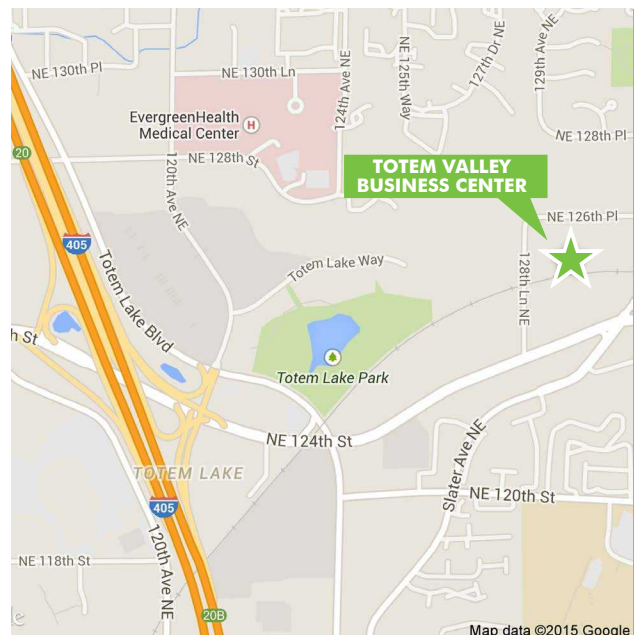 NE 130th Pl
NE 130th Ln
124th Ave NE
NE 125th Way
127th Dr NE
129th Ave NE
EvergreenHealth
Medical Center
H
NE 128th Pl
20
NE 128th St
120th Ave NE
TOTEM VALLEY
BUSINESS CENTER
NE 126th Pl
405
Totem Lake Way
128th Ln NE
Totem Lake Blvd
h St
Totem Lake Park
NE 124th St
TOTEM LAKE
Slater Ave NE
NE 120th St
405
120th Ave NE
NE 118th St
20B
Map data ©2015 Google